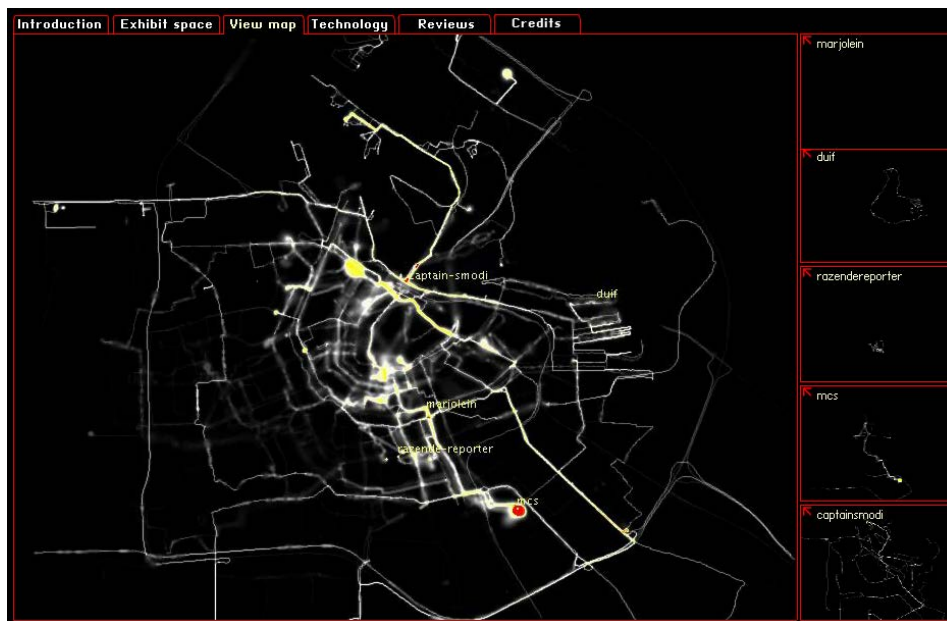 Introduction
Exhibit space
View map
Technology
Reviews
Credits
marjolein
duif
razendereporter
mcs
captainsmodi
captain-smodi
duif
marjolein
razende-reporter
mcs